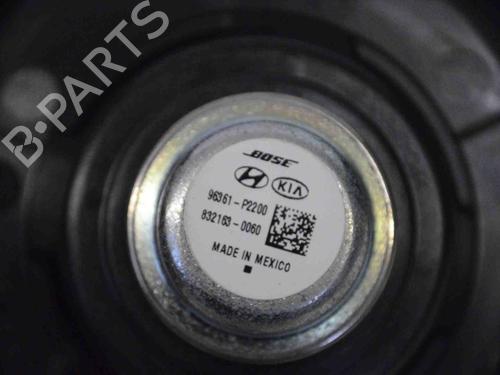 B-PARTS
BOSE
KIA
96361-P2200
832163-0060
MADE IN MEXICO